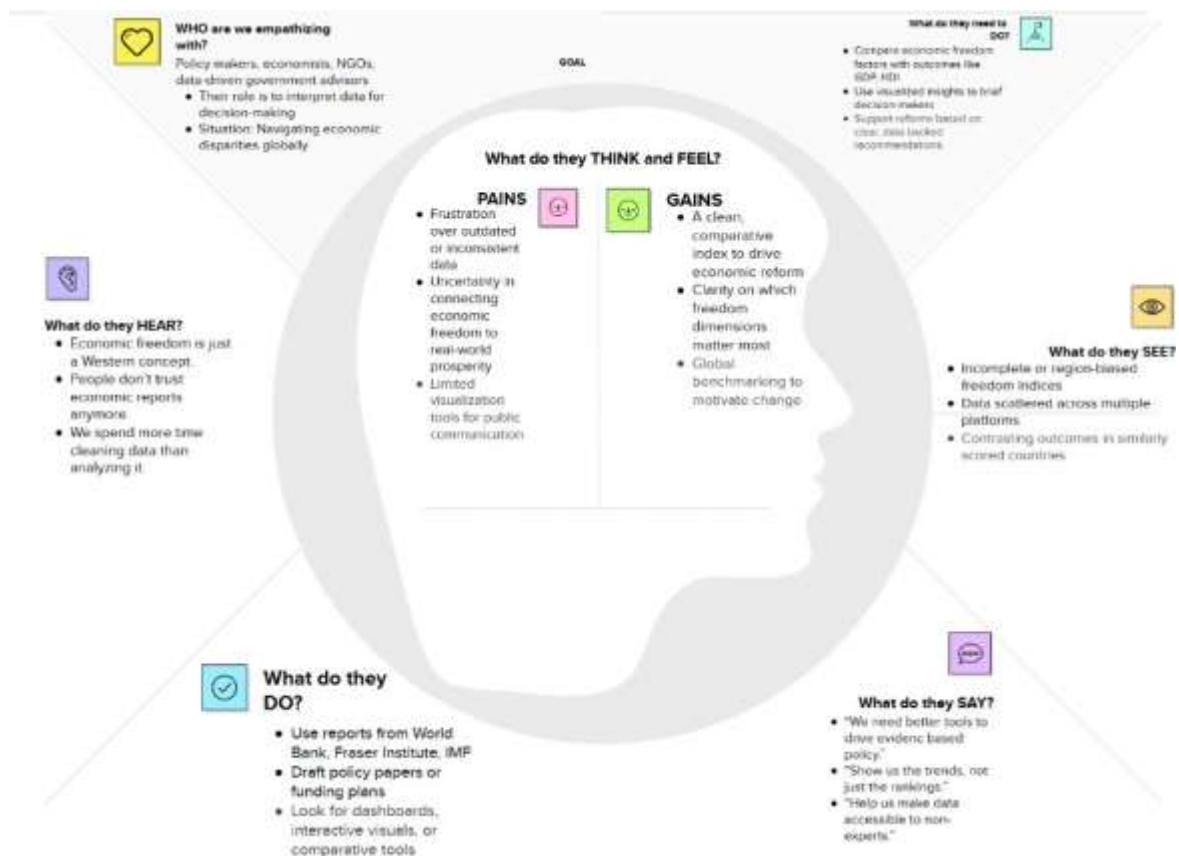 WHO are we empathizing
with?
Policy makers, economists, NGOs,
data-driven government advisors
• Their role is to interpret data for
decision-making
• Situation: Navigating economic
disparities globally
GOAL
What do they need to
DO?
• Compare economic freedom
factors with outcomes like
GDP, HDI
• Use visualized insights to brief
decision-makers
• Support reforms based on
clear, data backed
recommendations
What do they THINK and FEEL?
PAINS
• Frustration
over outdated
or inconsistent
data
• Uncertainty in
connecting
economic
freedom to
real-world
prosperity
• Limited
visualization
tools for public
communication
GAINS
• A clean,
comparative
index to drive
economic reform
• Clarity on which
freedom
dimensions
matter most
• Global
benchmarking to
motivate change
What do they HEAR?
• Economic freedom is just
a Western concept.
• People don't trust
economic reports
anymore
• We spend more time
cleaning data than
analyzing it
What do they SEE?
• Incomplete or region-biased
freedom indices
• Data scattered across multiple
platforms
• Contrasting outcomes in similarly
scored countries
What do they
DO?
• Use reports from World
Bank, Fraser Institute, IMF
• Draft policy papers or
funding plans
• Look for dashboards,
interactive visuals, or
comparative tools
What do they SAY?
• "We need better tools to
drive evidenc based
policy."
• "Show us the trends, not
just the rankings."
• "Help us make data
accessible to non-
experts."